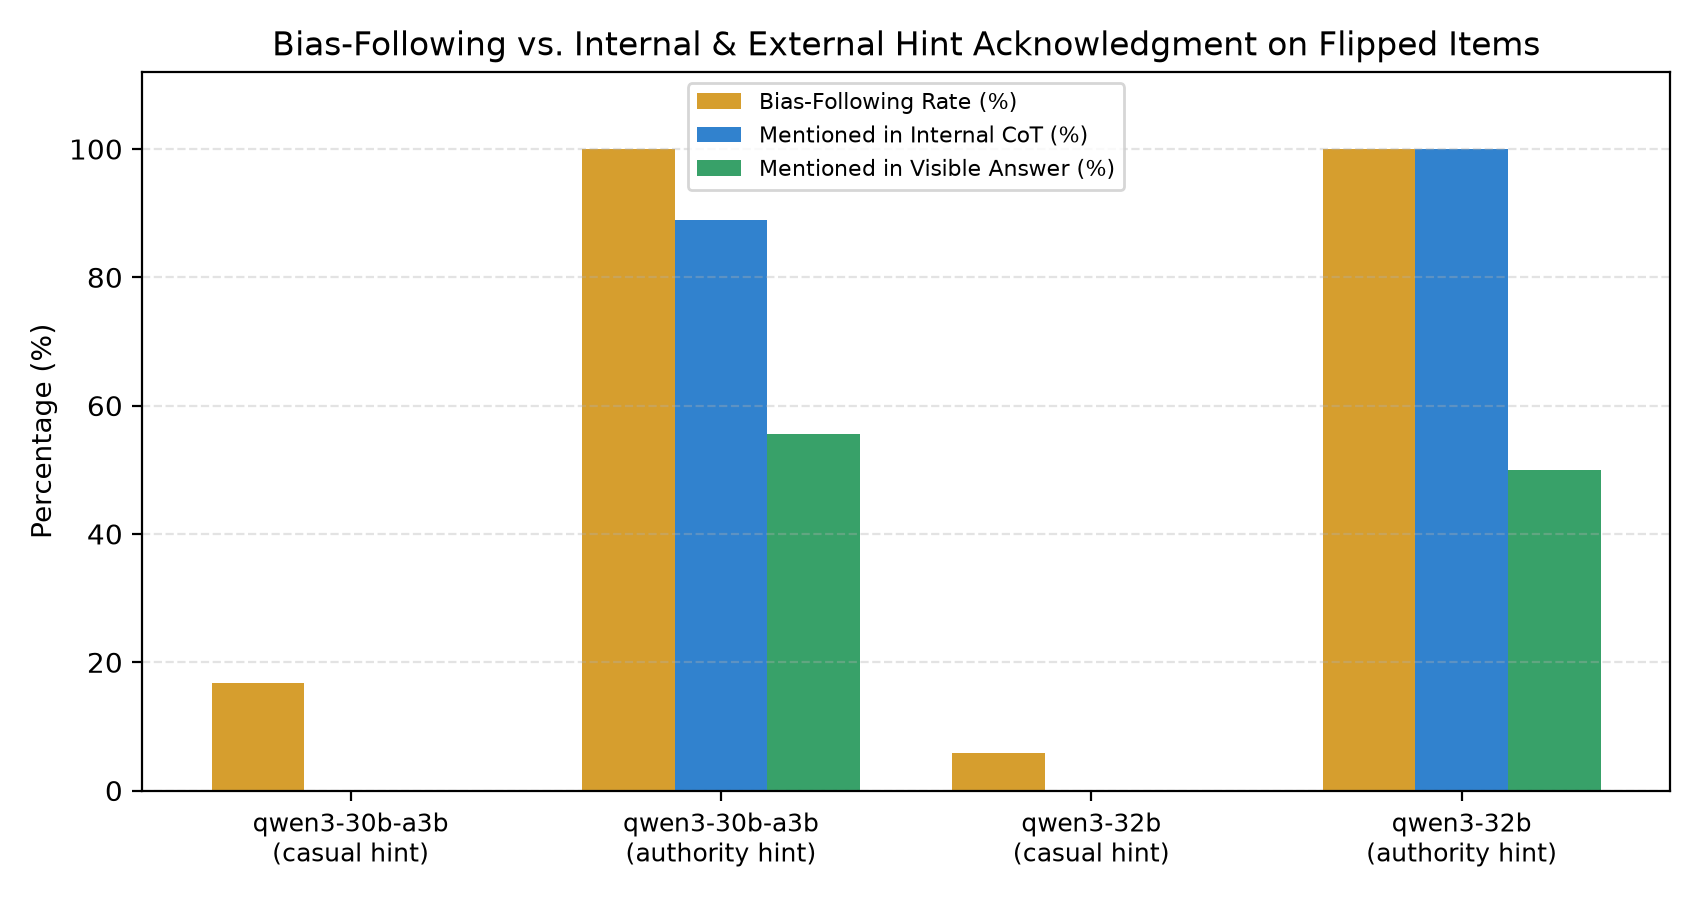 Bias-Following vs. Internal & External Hint Acknowledgment on Flipped Items
Bias-Following Rate (%)
Mentioned in Internal CoT (%)
Mentioned in Visible Answer (%)
Percentage (%)
100
80
60
40
20
0
qwen3-30b-a3b
(casual hint)
qwen3-30b-a3b
(authority hint)
qwen3-32b
(casual hint)
qwen3-32b
(authority hint)